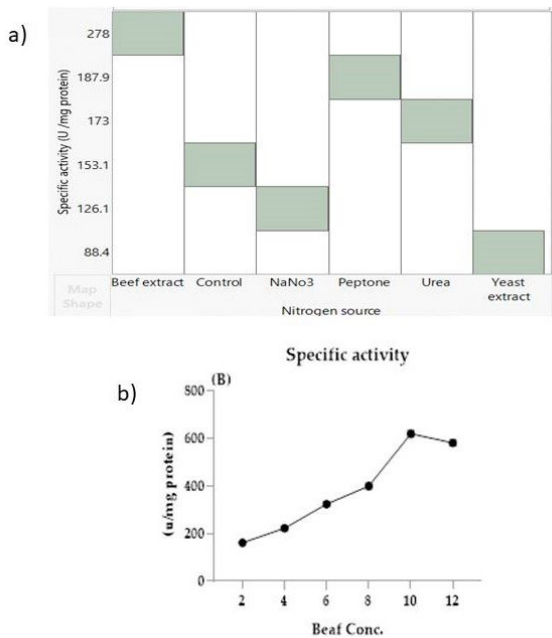 a)
Specific activity (U /mg protein)
278
187.9
173
153.1
126.1
88.4
Map
Shape
Beef extract Control NaNo3 Peptone Urea Yeast
extract
Nitrogen source
b)
Specific activity
(B)
(u/mg protein)
800
600
400
200
0
2 4 6 8 10 12
Beaf Conc.